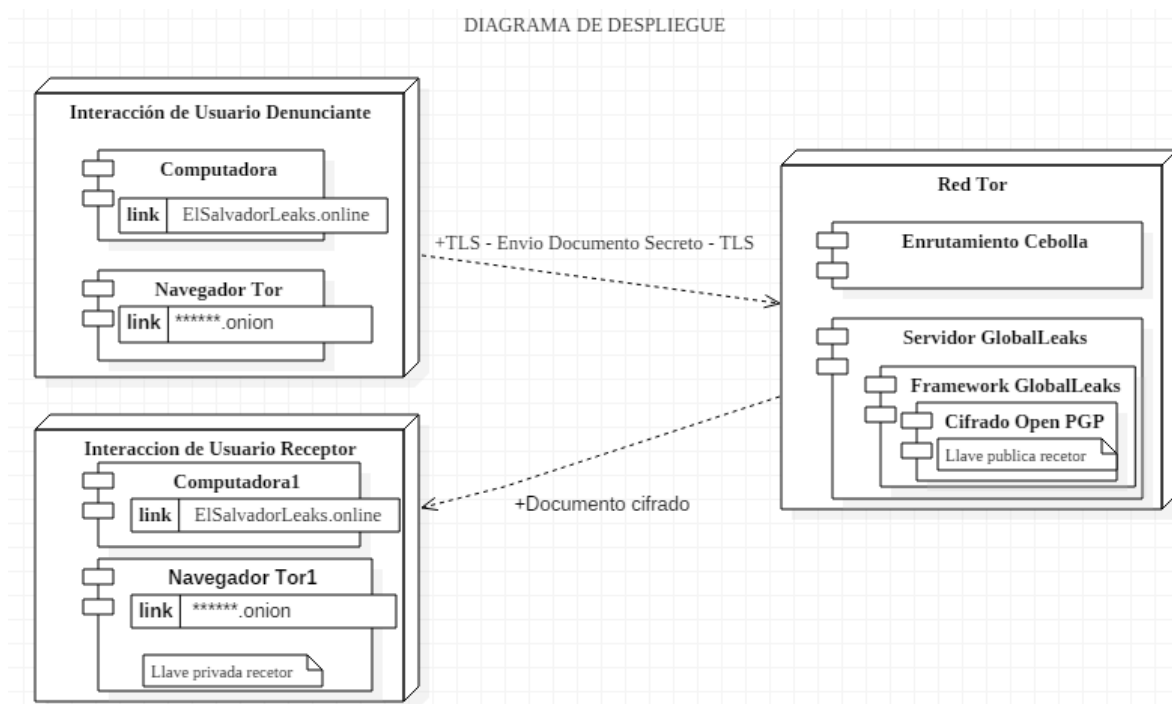 DIAGRAMA DE DESPLIEGUE
Interacción de Usuario Denunciante
Computadora
link ElSalvadorLeaks.online
Navegador Tor
link ******.onion
+TLS - Envio Documento Secreto - TLS
Red Tor
Enrutamiento Cebolla
Servidor GlobalLeaks
Framework GlobalLeaks
Cifrado Open PGP
Llave publica recetor
+Documento cifrado
Interaccion de Usuario Receptor
Computadora1
link ElSalvadorLeaks.online
Navegador Tor1
link ******.onion
Llave privada recetor